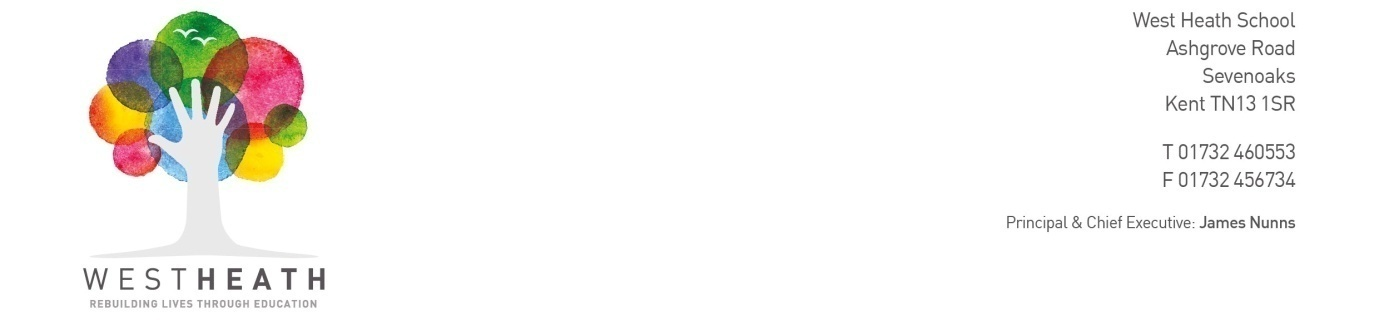 WESTHEATH
REBUILDING LIVES THROUGH EDUCATION
West Heath School
Ashgrove Road
Sevenoaks
Kent TN13 1SR
T 01732 460553
F 01732 456734
Principal & Chief Executive: James Nunns